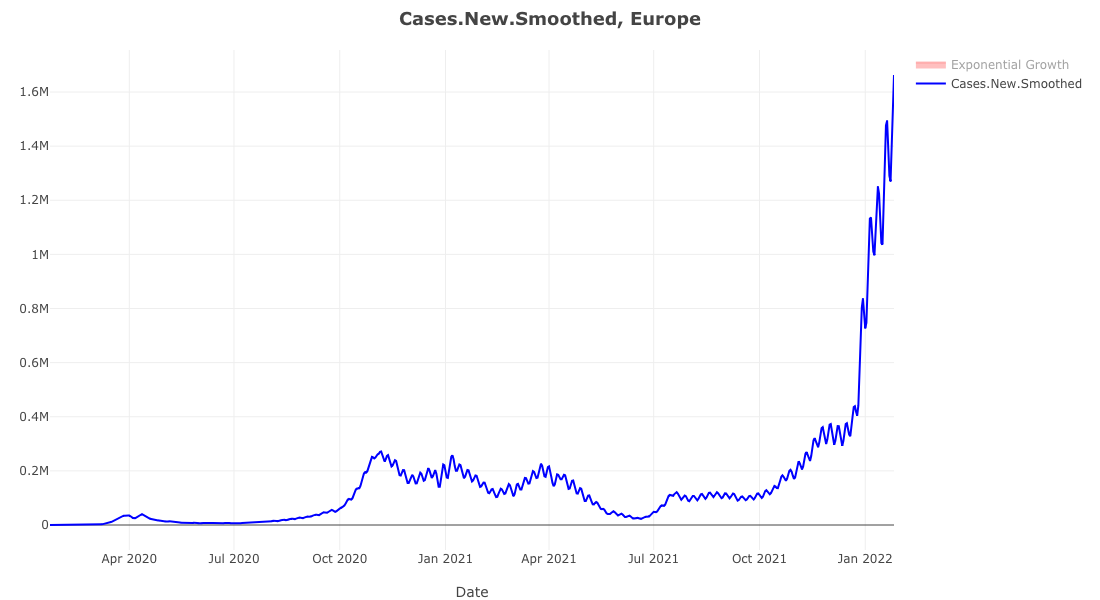 Cases.New.Smoothed, Europe
Exponential Growth
Cases.New.Smoothed
1.6M
1.4M
1.2M
1M
0.8M
0.6M
0.4M
0.2M
0
Apr 2020 Jul 2020 Oct 2020 Jan 2021 Apr 2021 Jul 2021 Oct 2021 Jan 2022
Date